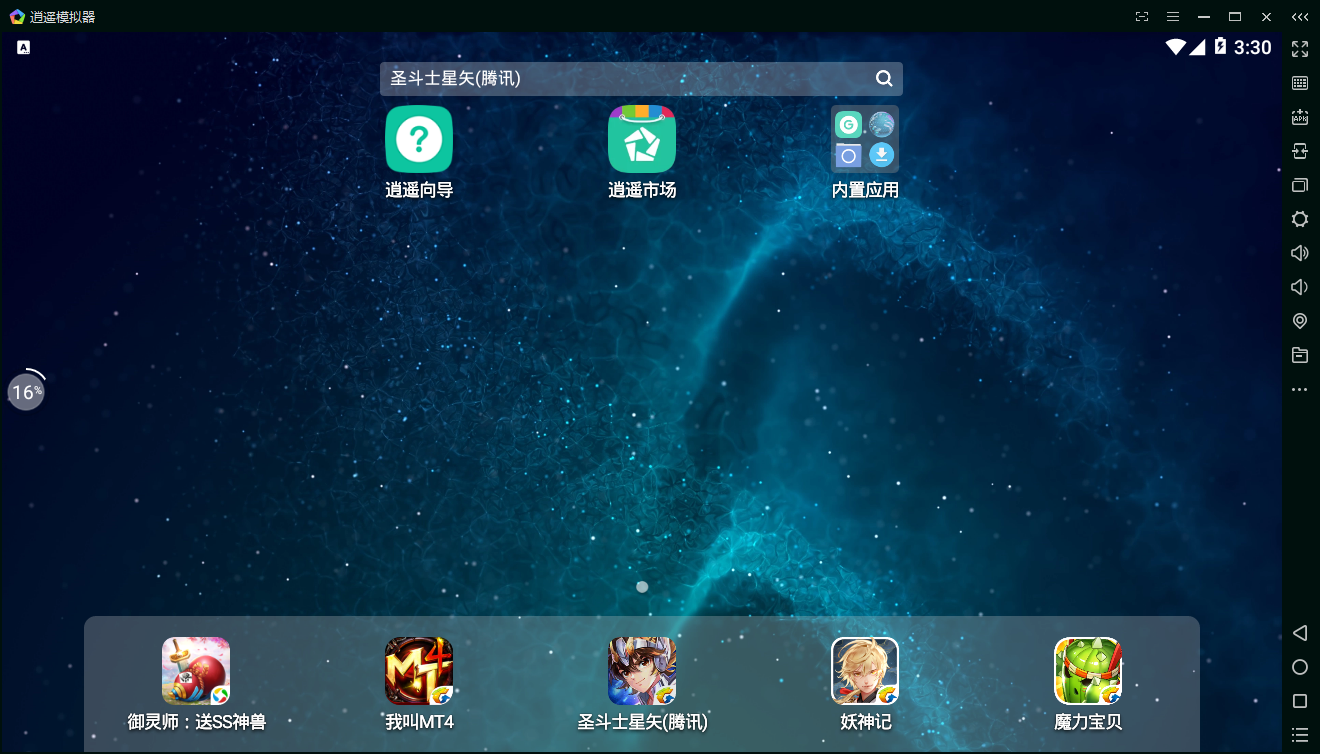 逍遥模拟器
A
3:30
圣斗士星矢(腾讯)
逍遥向导
逍遥市场
内置应用
16%
御灵师：送SS神兽
我叫MT4
圣斗士星矢(腾讯)
妖神记
魔力宝贝